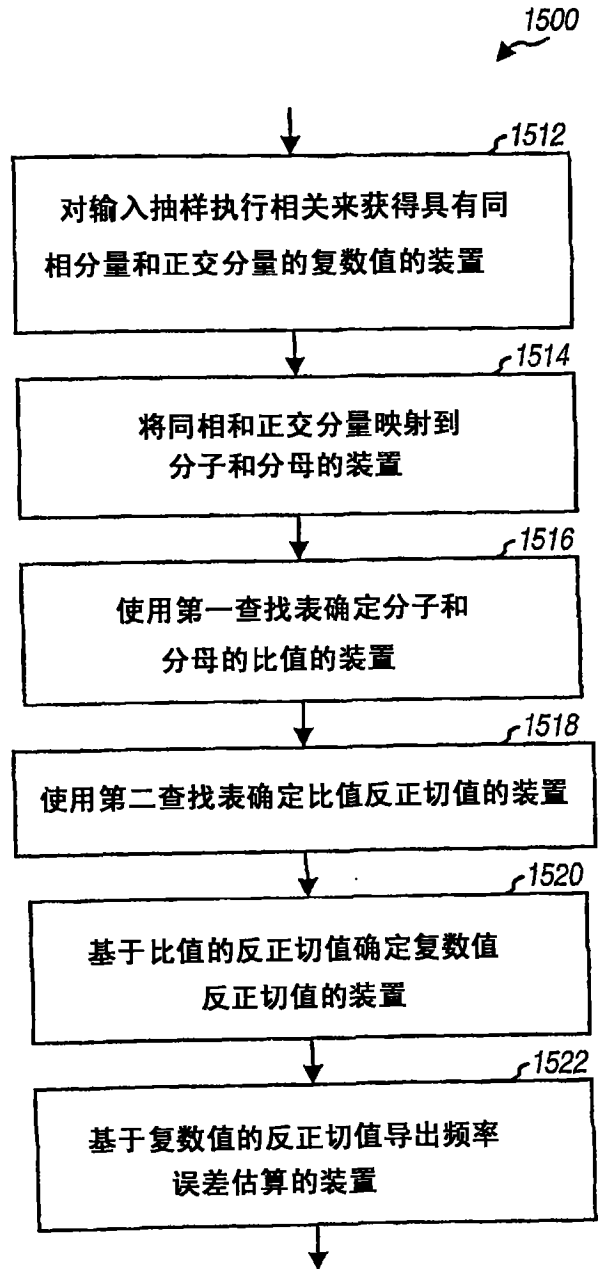 1500
1512
对输入抽样执行相关来获得具有同
相分量和正交分量的复数值的装置
1514
将同相和正交分量映射到
分子和分母的装置
1516
使用第一查找表确定分子和
分母的比值的装置
1518
使用第二查找表确定比值反正切值的装置
1520
基于比值的反正切值确定复数值
反正切值的装置
1522
基于复数值的反正切值导出频率
误差估算的装置